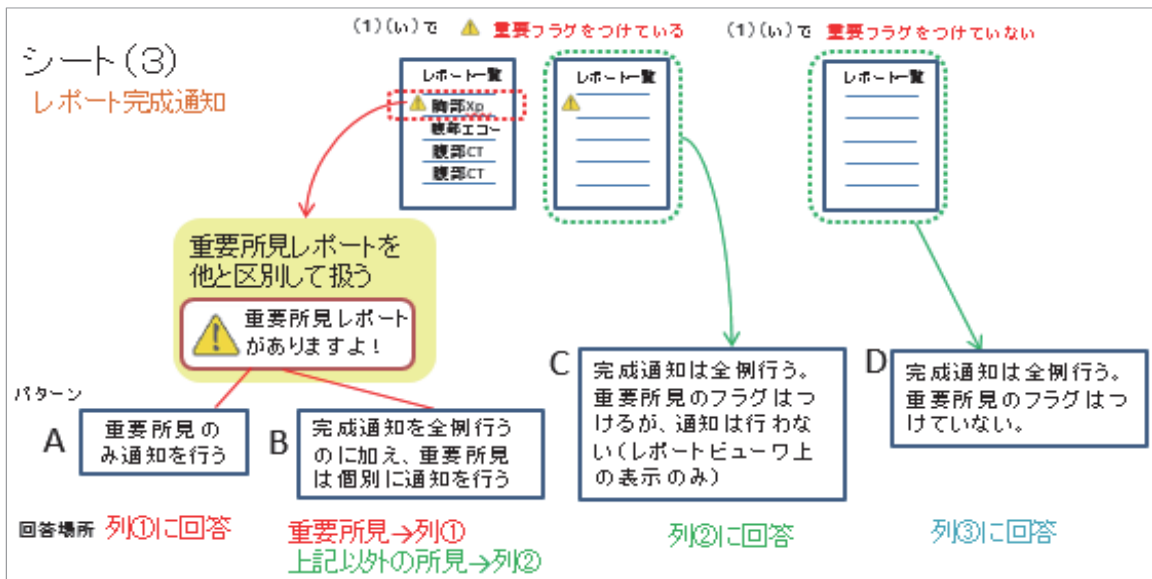 (1)(い)で ⚠ 重要フラグをつけている
(1)(い)で 重要フラグをつけていない
シート(3)
レポート完成通知
レポート一覧
胸部Xp
腹部エコー
腹部CT
腹部CT
レポート一覧
レポート一覧
重要所見レポートを
他と区別して扱う
重要所見レポート
がありますよ!
パターン
A
重要所見の
み通知を行う
B
完成通知を全例行う
のに加え、重要所見
は個別に通知を行う
C
完成通知は全例行う。
重要所見のフラグはつ
けるが、通知は行わな
い(レポートビューワ上
の表示のみ)
D
完成通知は全例行う。
重要所見のフラグはつ
けていない。
回答場所
列①に回答
重要所見→列①
上記以外の所見→列②
列②に回答
列③に回答